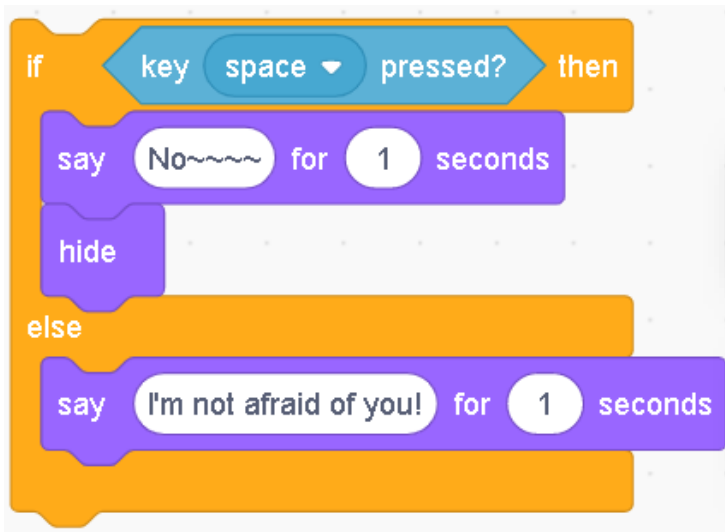 if key space pressed? then
say No~~~~ for 1 seconds
hide
else
say I'm not afraid of you! for 1 seconds